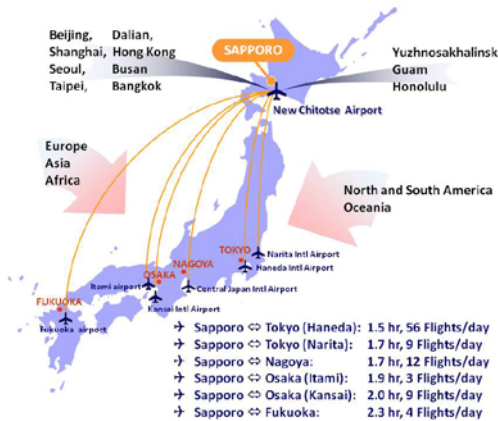 Beijing, Dalian,
Shanghai, Hong Kong
Seoul, Busan
Taipei, Bangkok
SAPPORO
Yuzhnosakhalinsk
Guam
Honolulu
New Chitotse Airport
Europe
Asia
Africa
North and South America
Oceania
TOKYO
Narita Intl Airport
Haneda Intl Airport
NAGOYA
Central Japan Intl Airport
OSAKA
Itami airport
Kansai Intl Airport
FUKUOKA
Fukuoka airport
Sapporo ⇔ Tokyo (Haneda): 1.5 hr, 56 Flights/day
Sapporo ⇔ Tokyo (Narita): 1.7 hr, 9 Flights/day
Sapporo ⇔ Nagoya: 1.7 hr, 12 Flights/day
Sapporo ⇔ Osaka (Itami): 1.9 hr, 3 Flights/day
Sapporo ⇔ Osaka (Kansai): 2.0 hr, 9 Flights/day
Sapporo ⇔ Fukuoka: 2.3 hr, 4 Flights/day